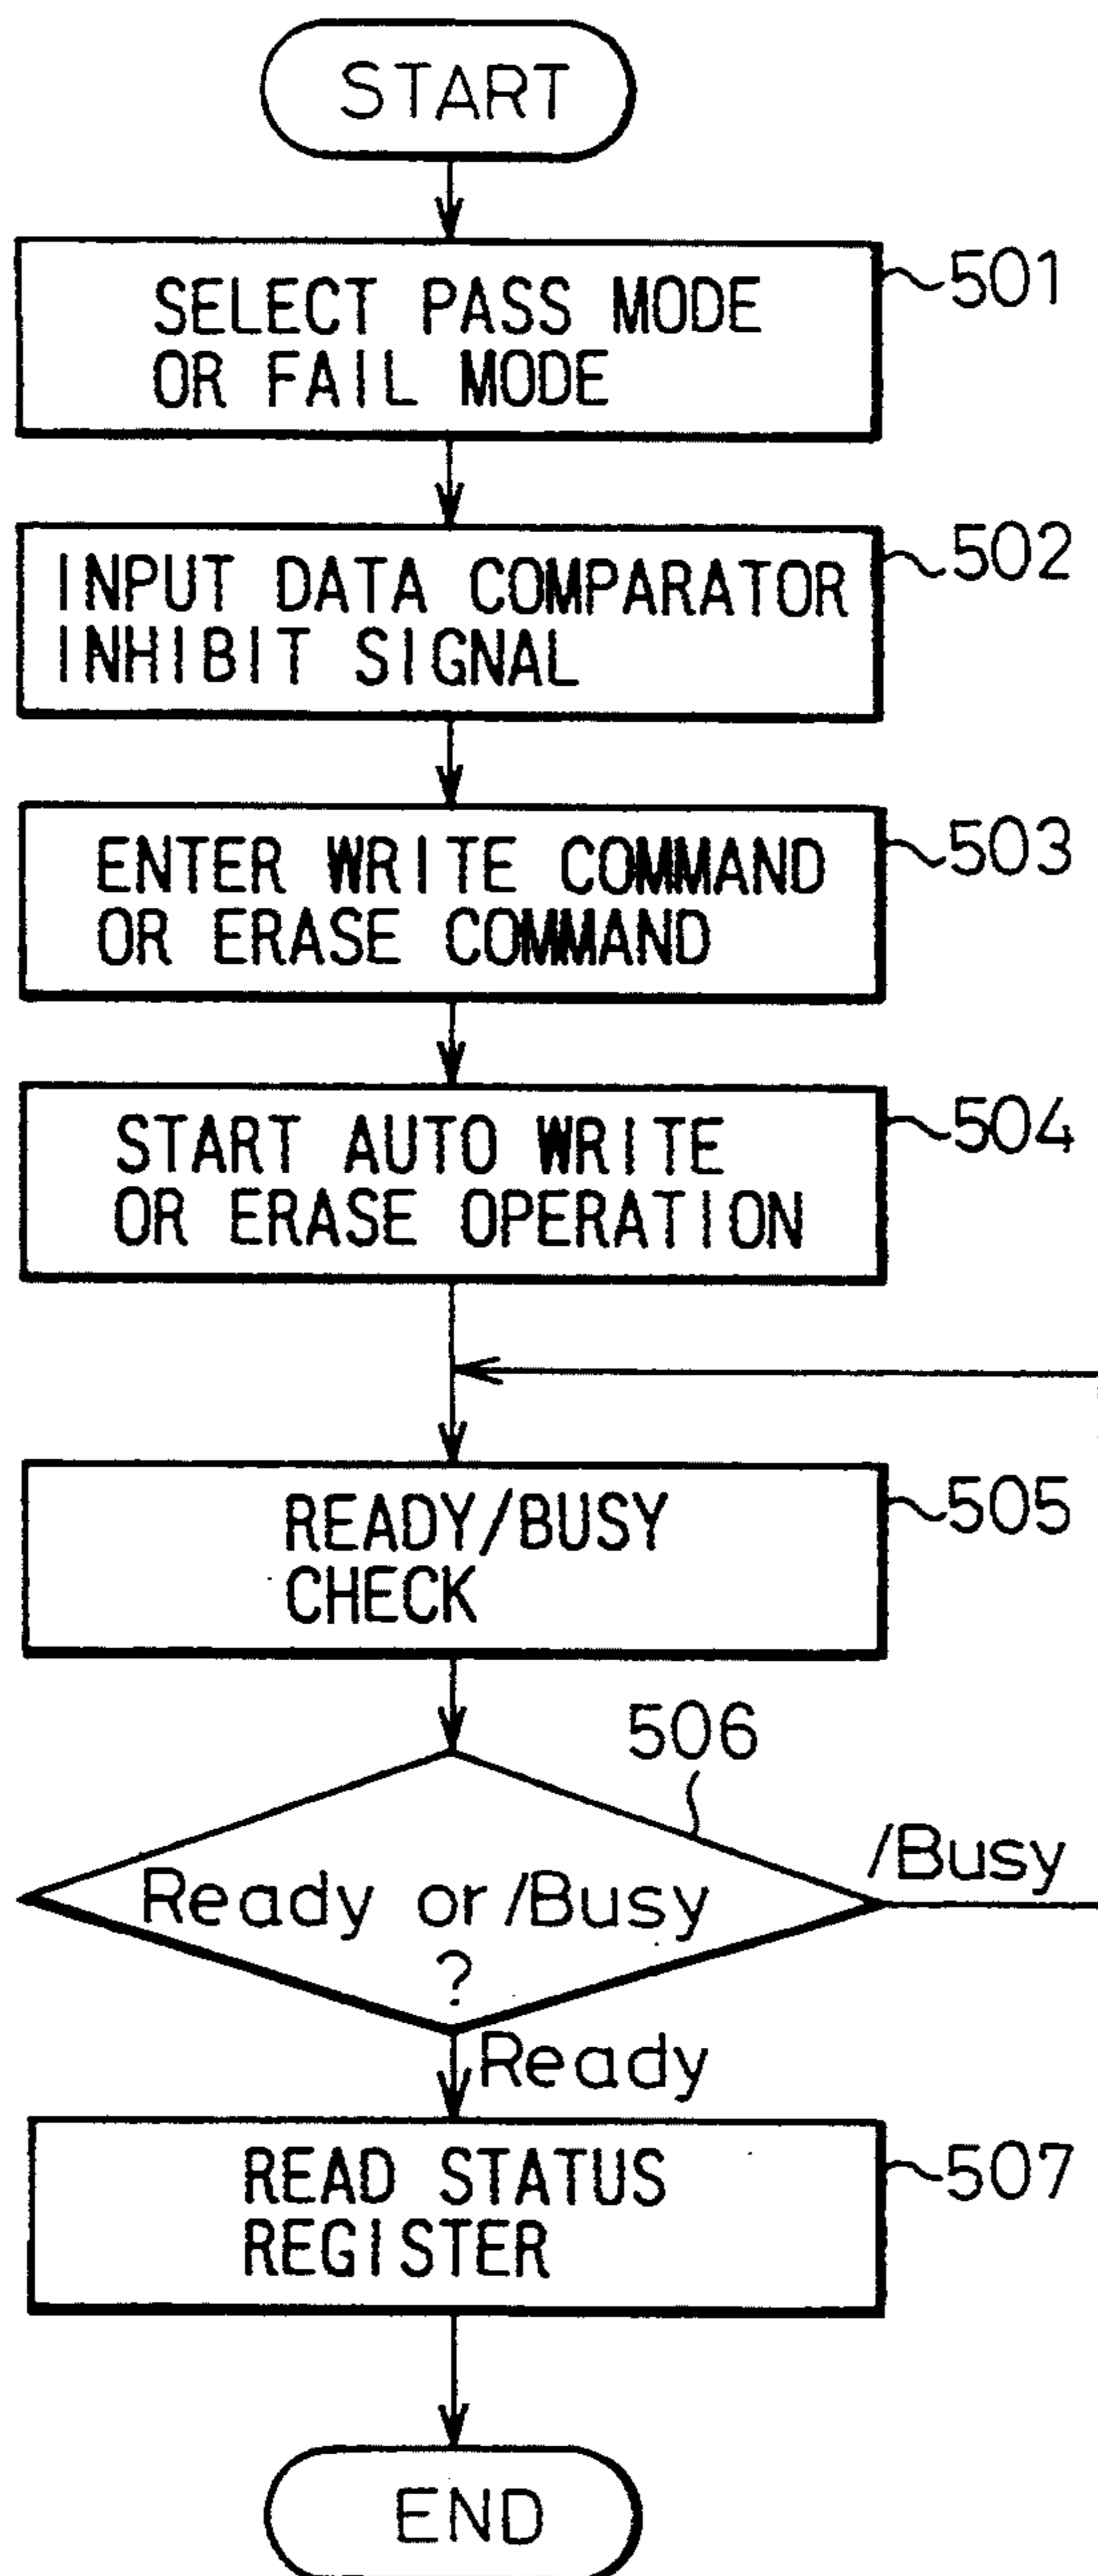 START
SELECT PASS MODE
OR FAIL MODE
501
INPUT DATA COMPARATOR
INHIBIT SIGNAL
502
ENTER WRITE COMMAND
OR ERASE COMMAND
503
START AUTO WRITE
OR ERASE OPERATION
504
READY/BUSY
CHECK
505
506
Ready or /Busy
?
/Busy
Ready
READ STATUS
REGISTER
507
END